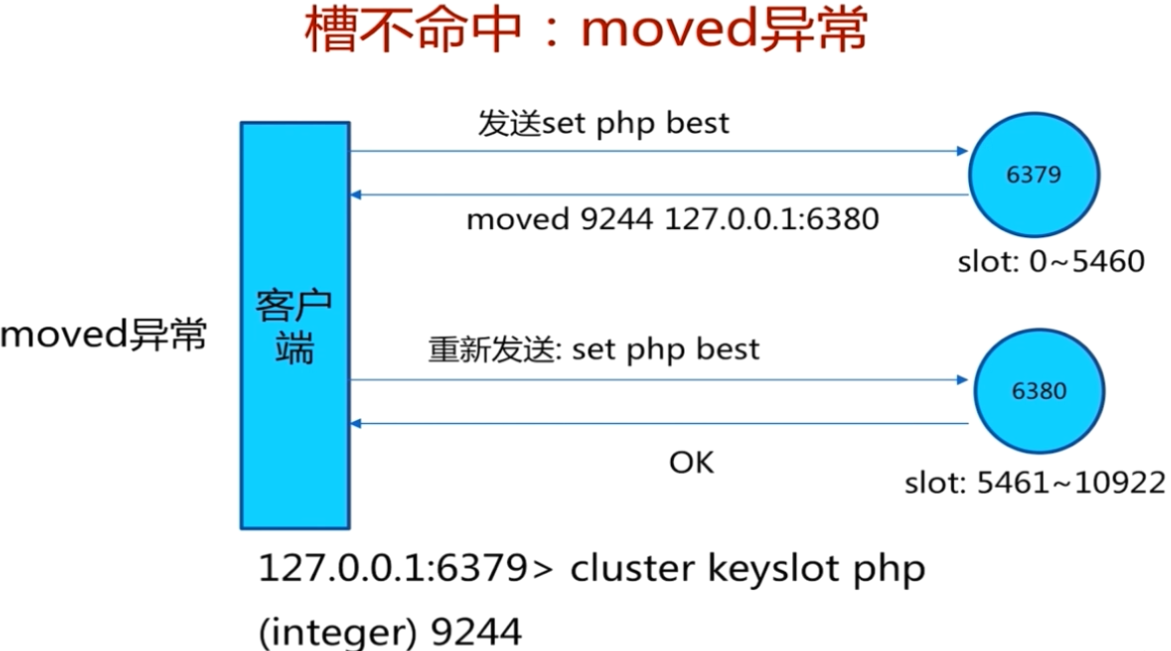 槽不命中：moved异常
发送set php best
6379
moved 9244 127.0.0.1:6380
slot: 0~5460
客户
端
moved异常
重新发送: set php best
6380
OK
slot: 5461~10922
127.0.0.1:6379> cluster keyslot php
(integer) 9244